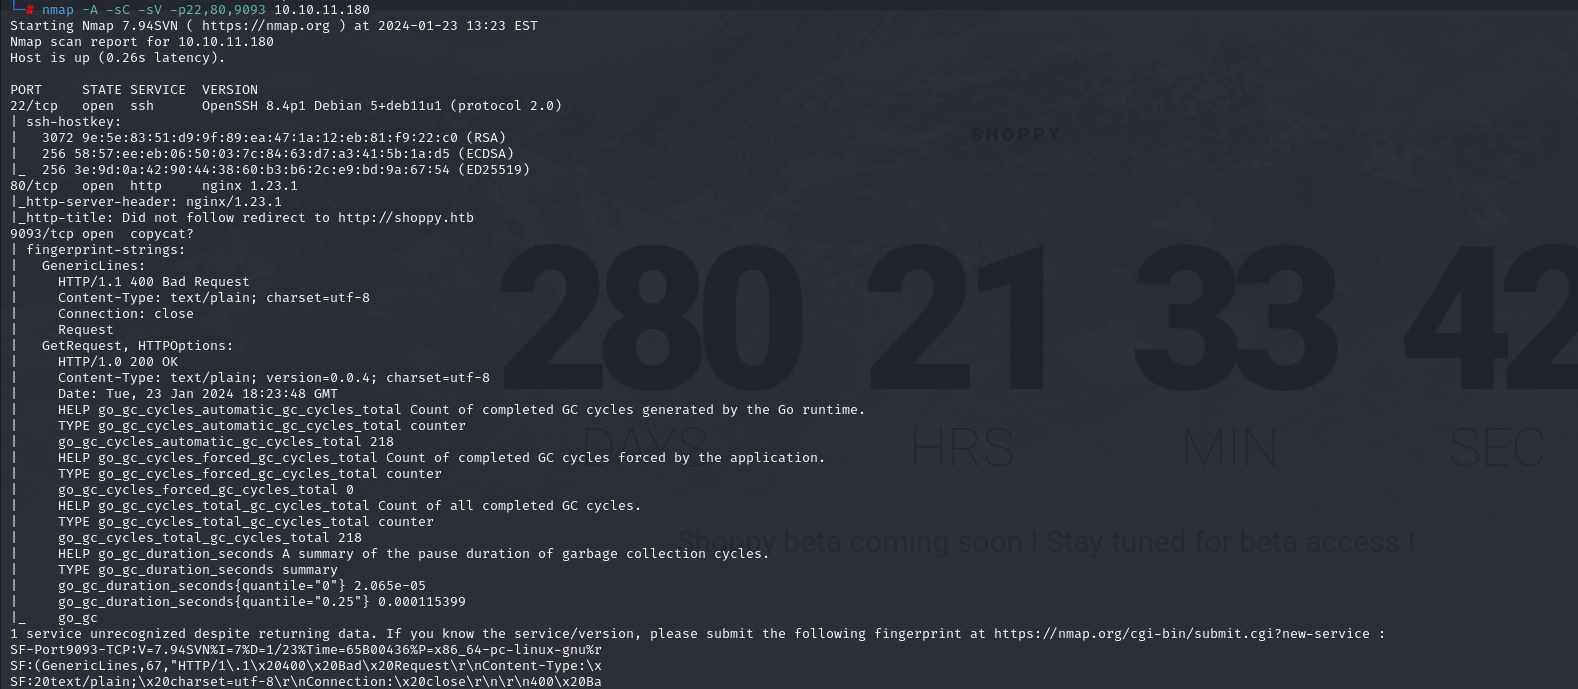 └─# nmap -A -sC -sV -p22,80,9093 10.10.11.180
Starting Nmap 7.94SVN ( https://nmap.org ) at 2024-01-23 13:23 EST
Nmap scan report for 10.10.11.180
Host is up (0.26s latency).

PORT     STATE SERVICE  VERSION
22/tcp   open  ssh      OpenSSH 8.4p1 Debian 5+deb11u1 (protocol 2.0)
| ssh-hostkey:
|   3072 9e:5e:83:51:d9:9f:89:ea:47:1a:12:eb:81:f9:22:c0 (RSA)
|   256 58:57:ee:eb:06:50:03:7c:84:63:d7:a3:41:5b:1a:d5 (ECDSA)
|_  256 3e:9d:0a:42:90:44:38:60:b3:b6:2c:e9:bd:9a:67:54 (ED25519)
80/tcp   open  http     nginx 1.23.1
|_http-server-header: nginx/1.23.1
|_http-title: Did not follow redirect to http://shoppy.htb
9093/tcp open  copycat?
| fingerprint-strings:
|   GenericLines:
|     HTTP/1.1 400 Bad Request
|     Content-Type: text/plain; charset=utf-8
|     Connection: close
|     Request
|   GetRequest, HTTPOptions:
|     HTTP/1.0 200 OK
|     Content-Type: text/plain; version=0.0.4; charset=utf-8
|     Date: Tue, 23 Jan 2024 18:23:48 GMT
|     HELP go_gc_cycles_automatic_gc_cycles_total Count of completed GC cycles generated by the Go runtime.
|     TYPE go_gc_cycles_automatic_gc_cycles_total counter
|     go_gc_cycles_automatic_gc_cycles_total 218
|     HELP go_gc_cycles_forced_gc_cycles_total Count of completed GC cycles forced by the application.
|     TYPE go_gc_cycles_forced_gc_cycles_total counter
|     go_gc_cycles_forced_gc_cycles_total 0
|     HELP go_gc_cycles_total_gc_cycles_total Count of all completed GC cycles.
|     TYPE go_gc_cycles_total_gc_cycles_total counter
|     go_gc_cycles_total_gc_cycles_total 218
|     HELP go_gc_duration_seconds A summary of the pause duration of garbage collection cycles.
|     TYPE go_gc_duration_seconds summary
|     go_gc_duration_seconds{quantile="0"} 2.065e-05
|     go_gc_duration_seconds{quantile="0.25"} 0.000115399
|_    go_gc
1 service unrecognized despite returning data. If you know the service/version, please submit the following fingerprint at https://nmap.org/cgi-bin/submit.cgi?new-service :
SF-Port9093-TCP:V=7.94SVN%I=7%D=1/23%Time=65B00436%P=x86_64-pc-linux-gnu%r
SF:(GenericLines,67,"HTTP/1\.1\x20400\x20Bad\x20Request\r\nContent-Type:\x
SF:20text/plain;\x20charset=utf-8\r\nConnection:\x20close\r\n\r\n400\x20Ba
SHOPPY
280 21 33 42
DAYS HRS MIN SEC
Shoppy beta coming soon ! Stay tuned for beta access !